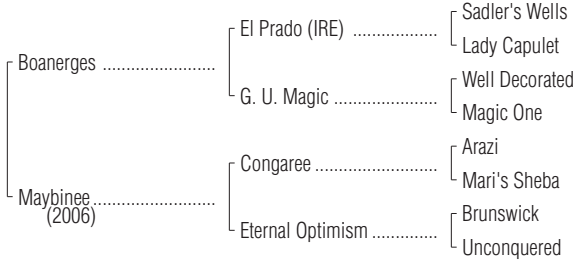 Sadler's Wells
El Prado (IRE) ..................
Lady Capulet
Boanerges ........................
Well Decorated
G. U. Magic ......................
Magic One
Arazi
Congaree ..........................
Mari's Sheba
Maybinee..........................
(2006)
Brunswick
Eternal Optimism ..............
Unconquered